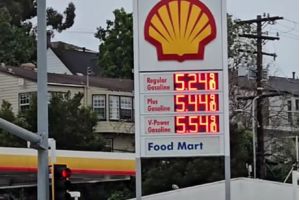 Regular
Gasoline 5.24 9/10
Plus
Gasoline 5.44 9/10
V-Power
Gasoline 5.54 9/10
Food Mart